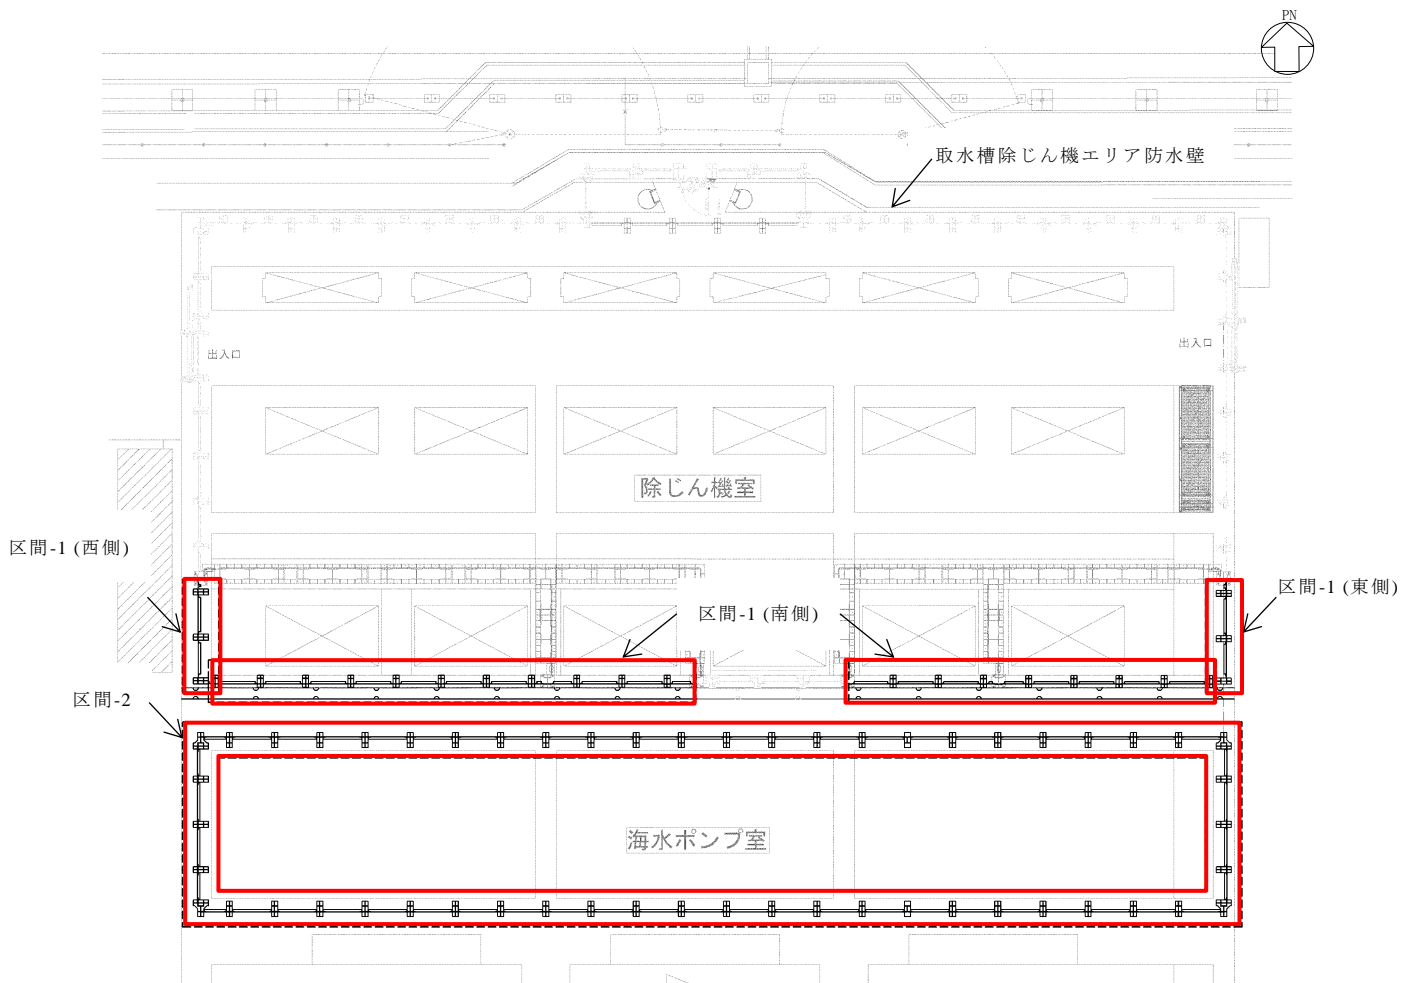 PN
取水槽除じん機エリア防水壁
出入口
出入口
除じん機室
区間-1 (西側)
区間-1 (東側)
区間-1 (南側)
区間-2
海水ポンプ室